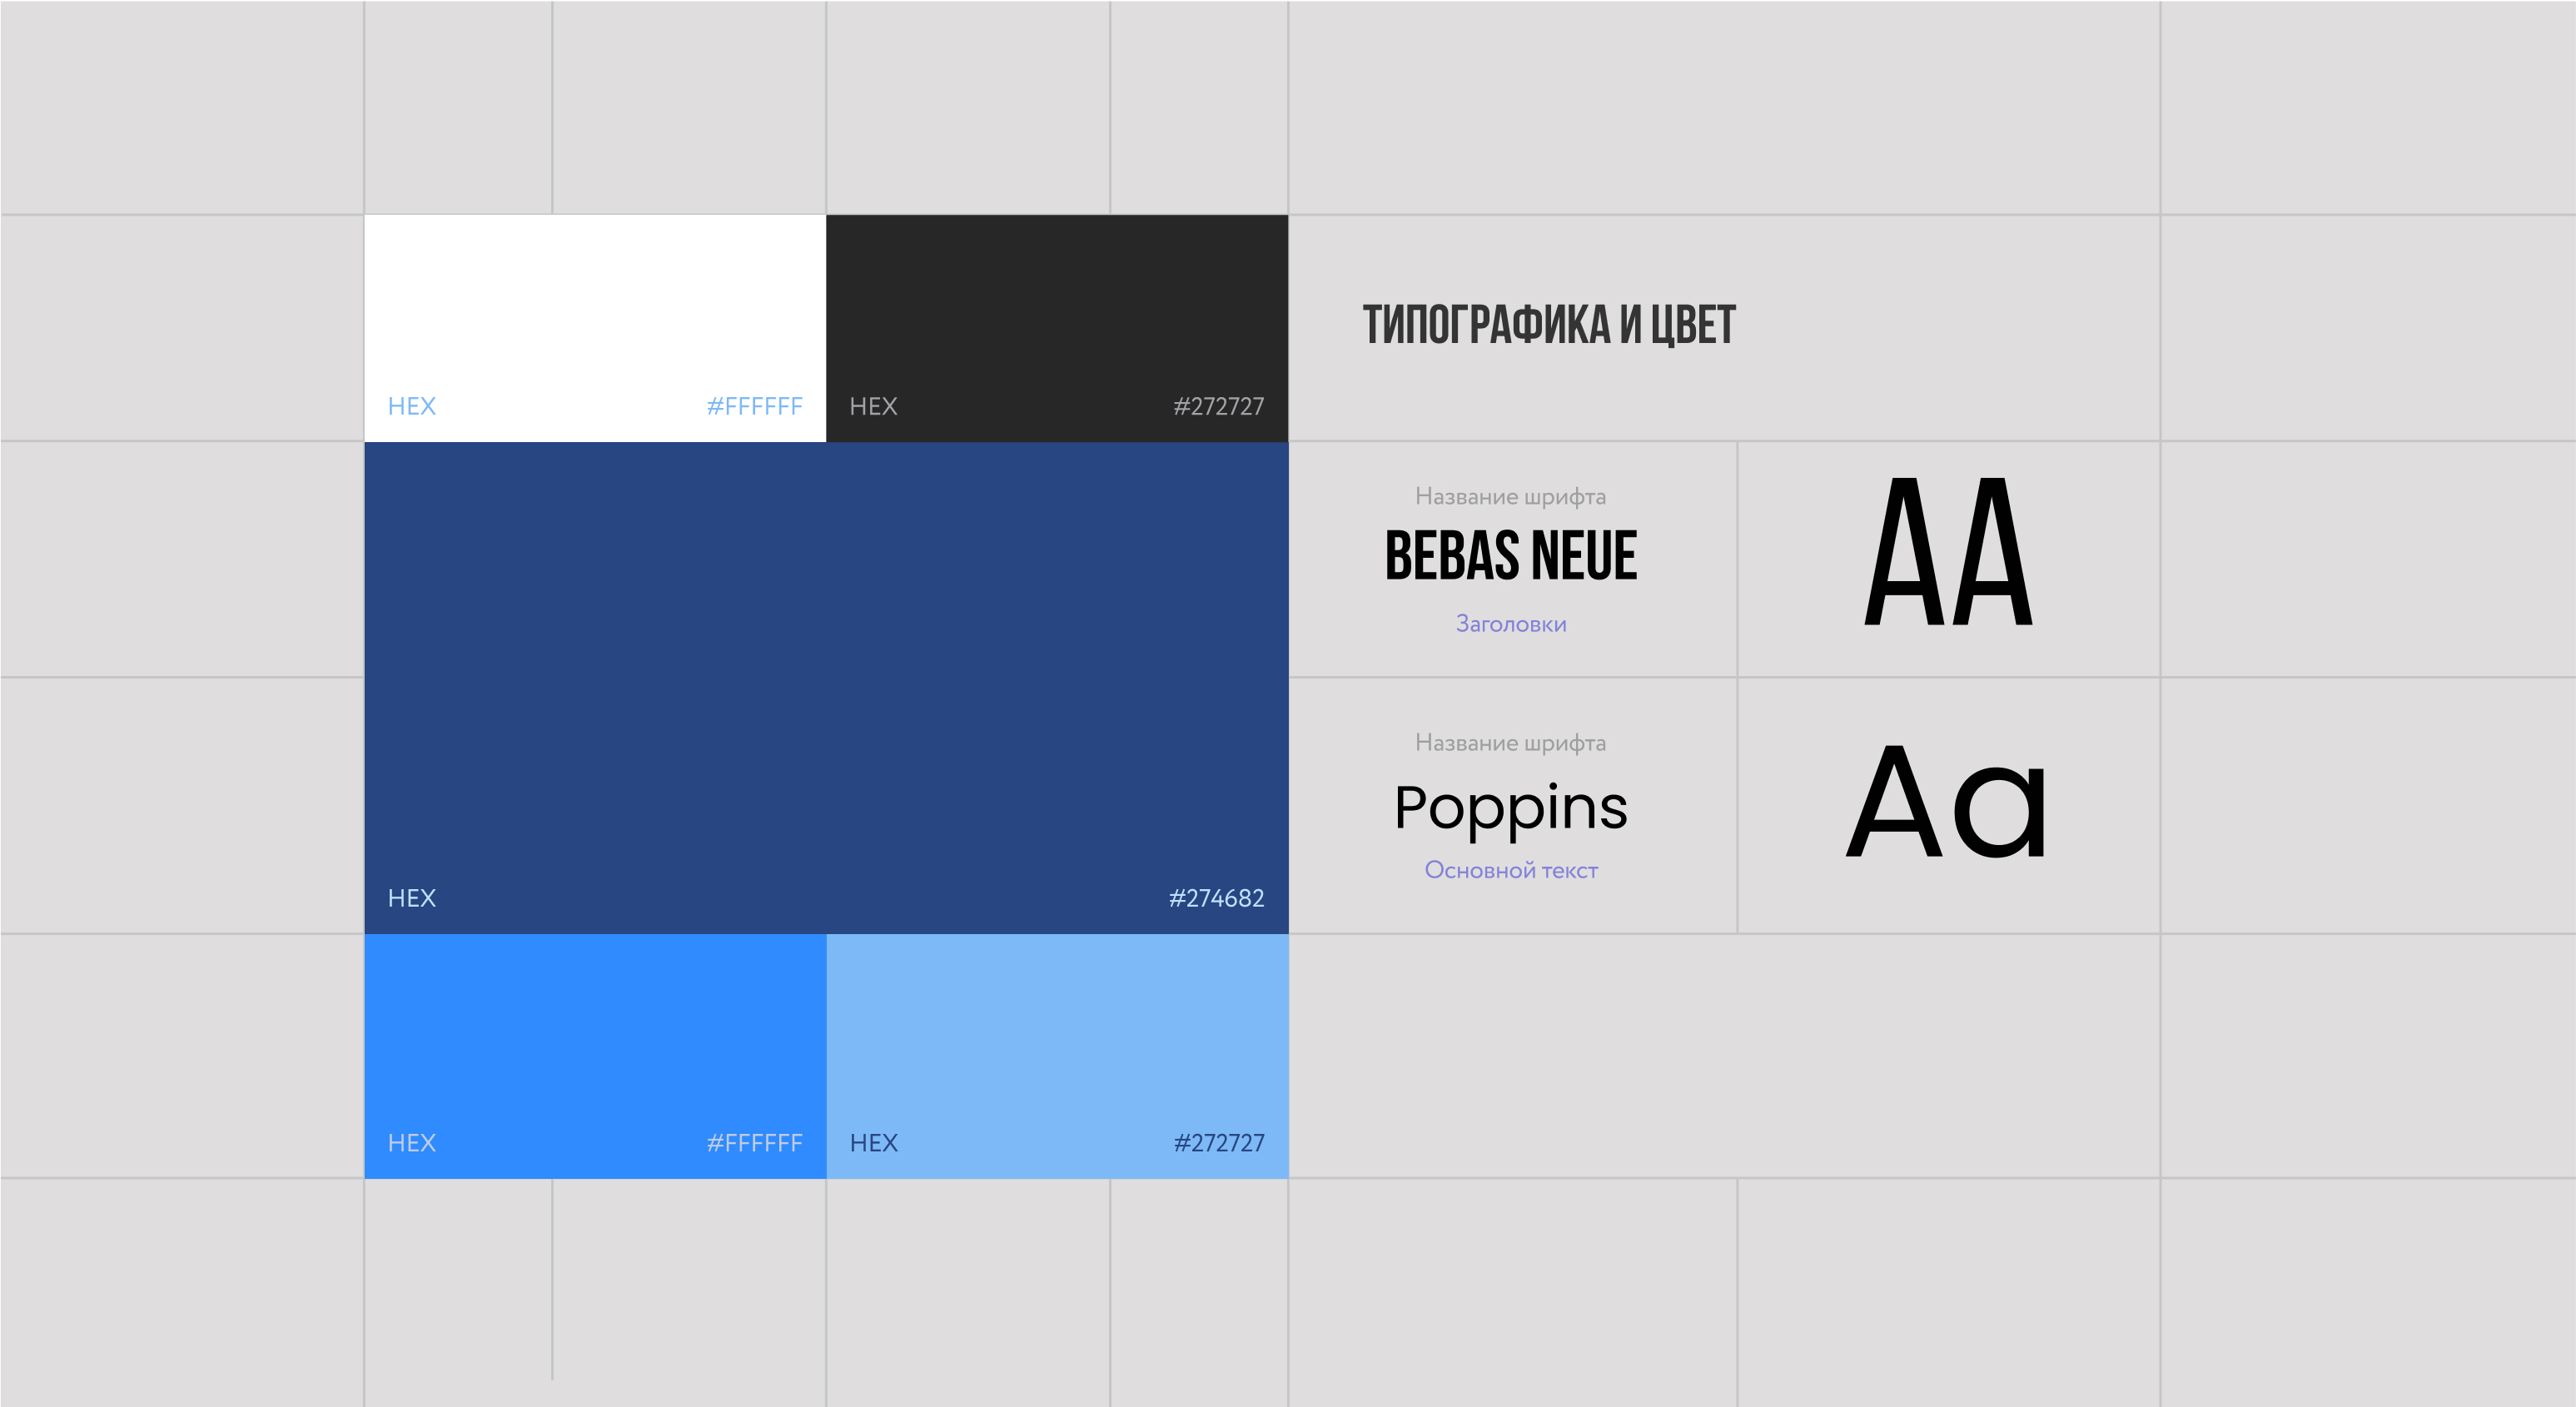 HEX #FFFFFF
HEX #272727
HEX #274682
HEX #FFFFFF
HEX #272727
ТИПОГРАФИКА И ЦВЕТ
Название шрифта
BEBAS NEUE
Заголовки
AA
Название шрифта
Poppins
Основной текст
Aa